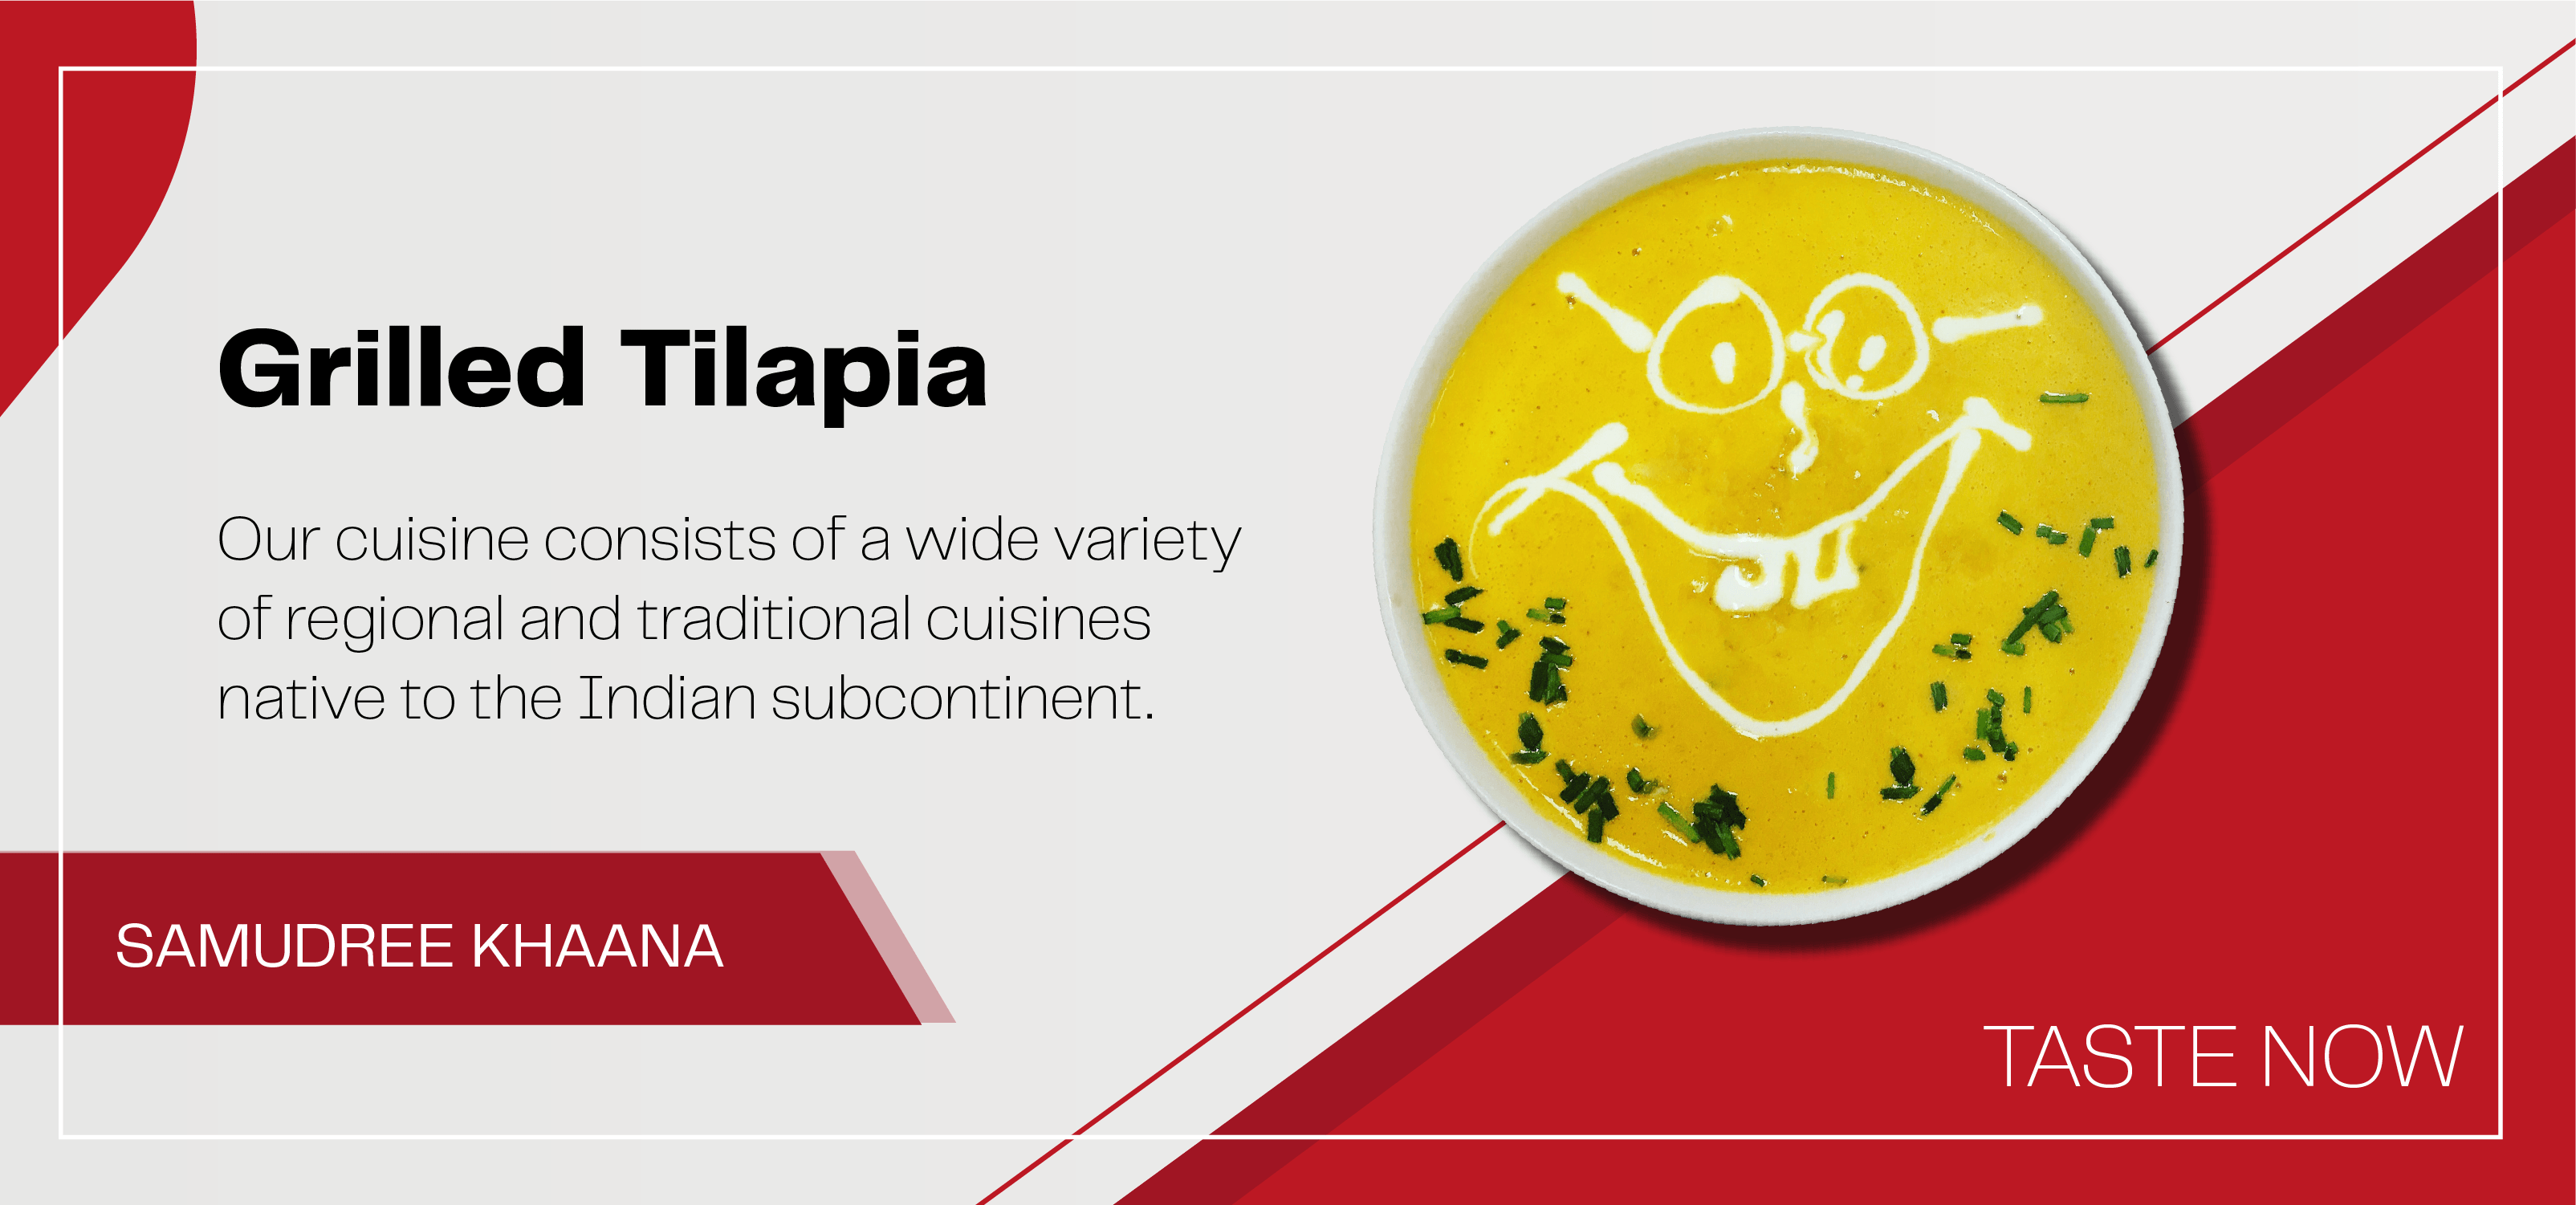 Grilled Tilapia
Our cuisine consists of a wide variety
of regional and traditional cuisines
native to the Indian subcontinent.
SAMUDREE KHAANA
TASTE NOW